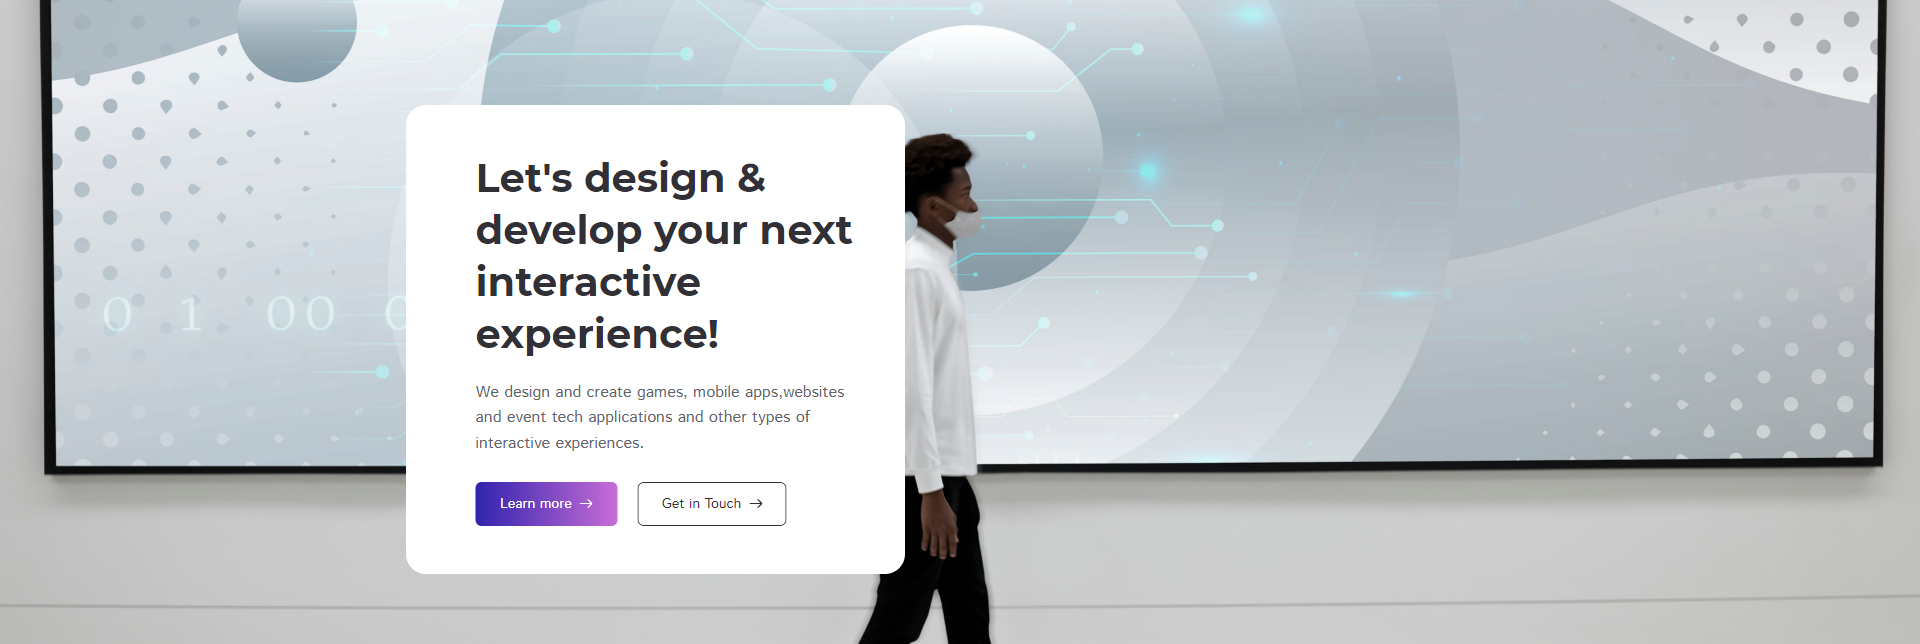 Let's design &
develop your next
interactive
experience!
We design and create games, mobile apps,websites
and event tech applications and other types of
interactive experiences.
Learn more →
Get in Touch →
0 1 00 0
011